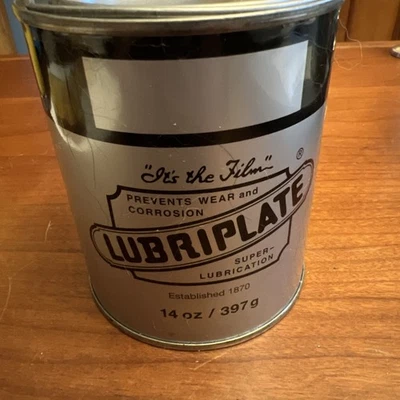 "It's the Film"
®
PREVENTS WEAR and
CORROSION
LUBRIPLATE
SUPER-
LUBRICATION
Established 1870
14 oz / 397g